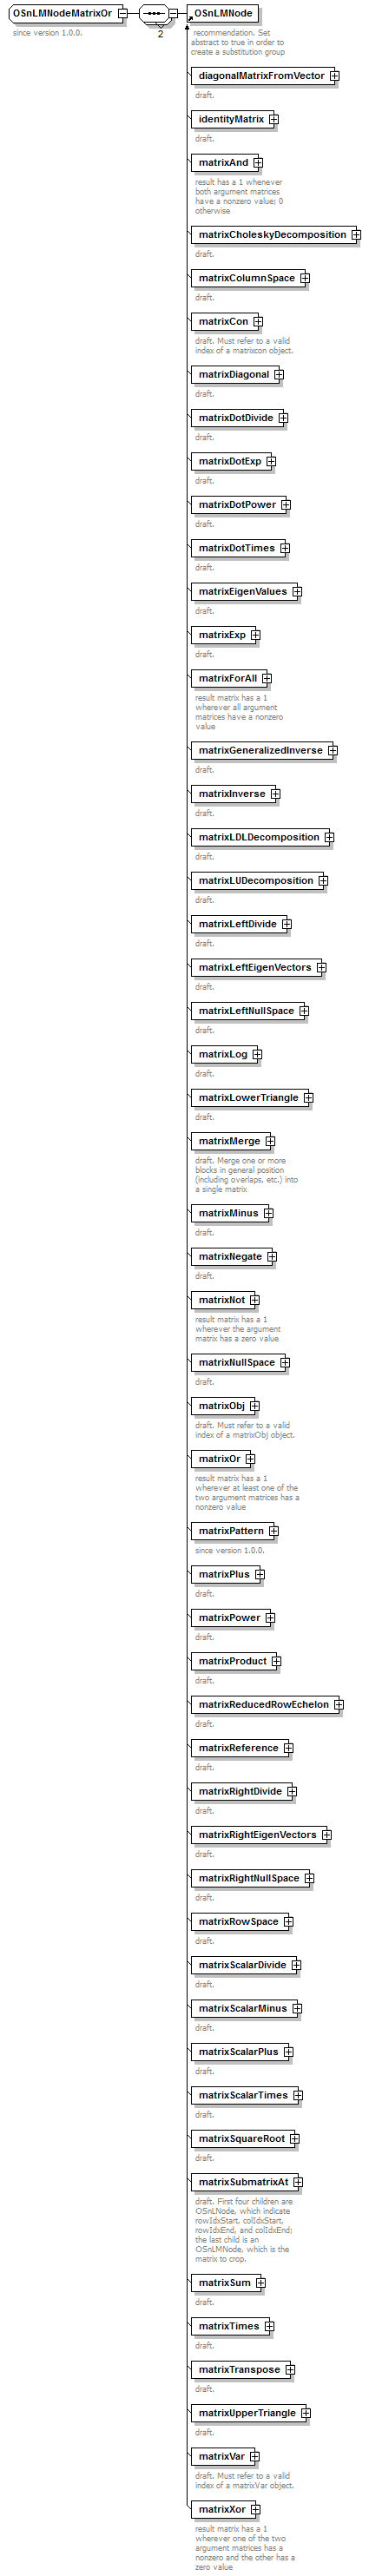 OSnLMNodeMatrixOr
OSnLMNode
since version 1.0.0.
2
recommendation. Set
abstract to true in order to
create a substitution group
diagonalMatrixFromVector
draft.
identityMatrix
draft.
matrixAnd
result has a 1 whenever
both argument matrices
have a nonzero value; 0
otherwise
matrixCholeskyDecomposition
draft.
matrixColumnSpace
draft.
matrixCon
draft. Must refer to a valid
index of a matrixcon object.
matrixDiagonal
draft.
matrixDotDivide
draft.
matrixDotExp
draft.
matrixDotPower
draft.
matrixDotTimes
draft.
matrixEigenValues
draft.
matrixExp
draft.
matrixForAll
result matrix has a 1
wherever all argument
matrices have a nonzero
value
matrixGeneralizedInverse
draft.
matrixInverse
draft.
matrixLDLDecomposition
draft.
matrixLUDecomposition
draft.
matrixLeftDivide
draft.
matrixLeftEigenVectors
draft.
matrixLeftNullSpace
draft.
matrixLog
draft.
matrixLowerTriangle
draft.
matrixMerge
draft. Merge one or more
blocks in general position
(including overlaps, etc.) into
a single matrix
matrixMinus
draft.
matrixNegate
draft.
matrixNot
result matrix has a 1
wherever the argument
matrix has a zero value
matrixNullSpace
draft.
matrixObj
draft. Must refer to a valid
index of a matrixObj object.
matrixOr
result matrix has a 1
wherever at least one of the
two argument matrices has a
nonzero value
matrixPattern
since version 1.0.0.
matrixPlus
draft.
matrixPower
draft.
matrixProduct
draft.
matrixReducedRowEchelon
draft.
matrixReference
draft.
matrixRightDivide
draft.
matrixRightEigenVectors
draft.
matrixRightNullSpace
draft.
matrixRowSpace
draft.
matrixScalarDivide
draft.
matrixScalarMinus
draft.
matrixScalarPlus
draft.
matrixScalarTimes
draft.
matrixSquareRoot
draft.
matrixSubmatrixAt
draft. First four children are
OSnLNode, which indicate
rowIdxStart, colIdxStart,
rowIdxEnd, and colIdxEnd;
the last child is an
OSnLMNode, which is the
matrix to crop.
matrixSum
draft.
matrixTimes
draft.
matrixTranspose
draft.
matrixUpperTriangle
draft.
matrixVar
draft. Must refer to a valid
index of a matrixVar object.
matrixXor
result matrix has a 1
wherever one of the two
argument matrices has a
nonzero and the other has a
zero value